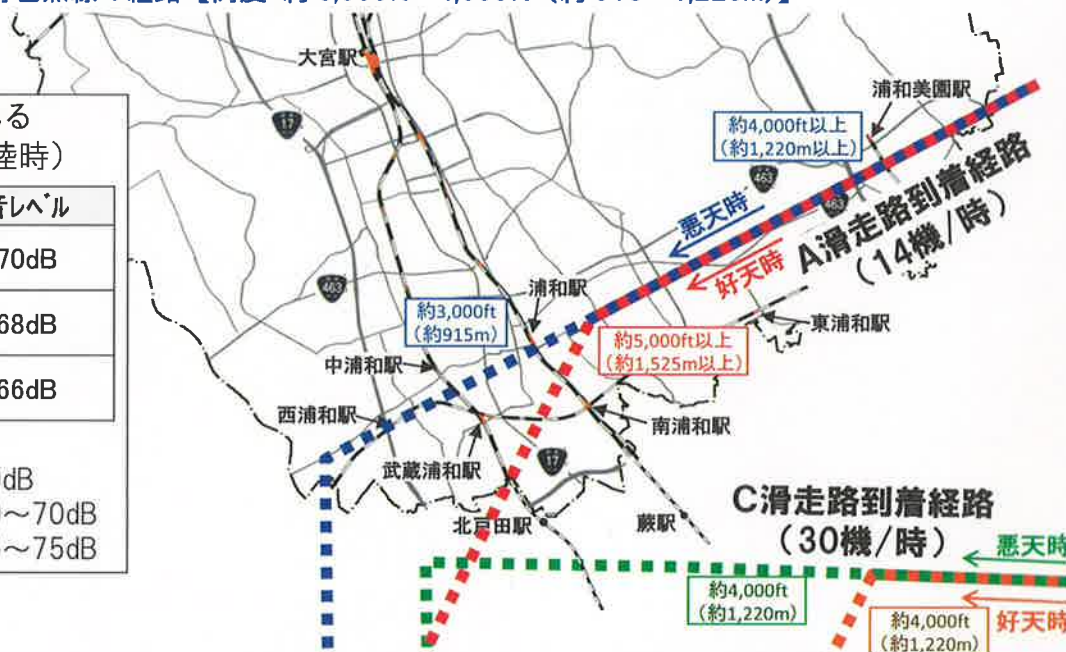 大宮駅
17
浦和美園駅
約4,000ft以上
（約1,220m以上）
463
463
悪天時
好天時
A滑走路到着経路
（14機/時）
音レベル
70dB
68dB
66dB
463
約3,000ft
（約915m）
浦和駅
約5,000ft以上
（約1,525m以上）
東浦和駅
中浦和駅
西浦和駅
武蔵浦和駅
南浦和駅
17
北戸田駅
蕨駅
～70dB
～75dB
C滑走路到着経路
（30機/時）
悪天時
約4,000ft
（約1,220m）
約4,000ft
（約1,220m）
好天時